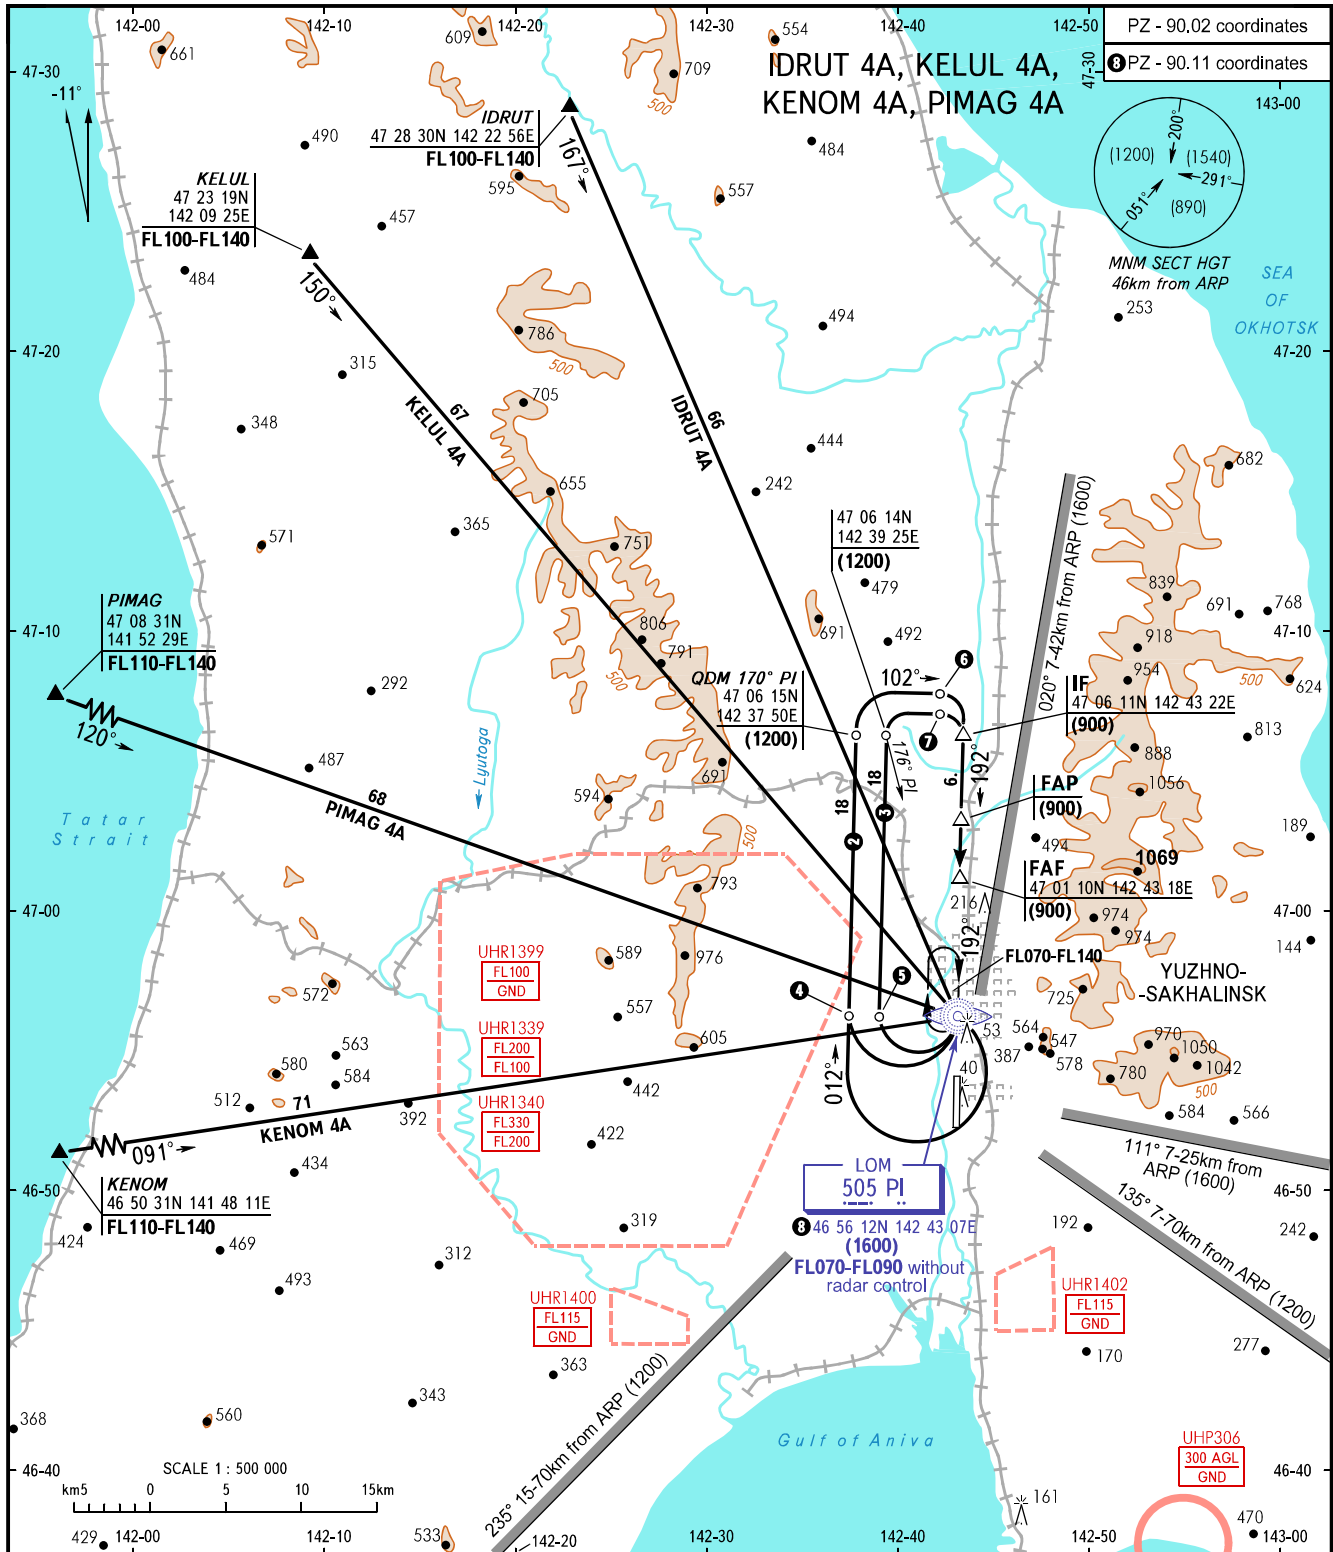 142-00
142-10
142-20
142-30
142-40
142-50
PZ - 90.02 coordinates
8 PZ - 90.11 coordinates
IDRUT 4A, KELUL 4A,
KENOM 4A, PIMAG 4A
47-30
47-30
143-00
-11°
661
609
709
554
500
490
484
595
557
457
484
IDRUT
47 28 30N 142 22 56E
FL100-FL140
167°
KELUL
47 23 19N
142 09 25E
FL100-FL140
150°
200°
(1200)
(1540)
291°
051°
(890)
MNM SECT HGT
46km from ARP
SEA
OF
OKHOTSK
253
494
47-20
47-20
786
500
315
705
348
67
KELUL 4A
66
IDRUT 4A
444
242
655
365
682
571
751
47 06 14N
142 39 25E
(1200)
479
020° 7-42km from ARP (1600)
839
691
768
PIMAG
47 08 31N
141 52 29E
FL110-FL140
120°
47-10
47-10
806
791
691
492
918
954
500
624
500
292
QDM 170° PI
47 06 15N
142 37 50E
(1200)
102°
6
7
IF
47 06 11N 142 43 22E
(900)
813
888
1056
176° PI
192°
6.
18
18
2
3
FAP
(900)
494
189
487
691
594
Lyutoga
68
PIMAG 4A
Tatar
Strait
500
793
1069
FAF
47 01 10N 142 43 18E
(900)
216
974
974
47-00
47-00
144
192°
FL070-FL140
YUZHNO-
-SAKHALINSK
UHR1399
FL100
GND
589
976
572
4
5
725
557
53
564
547
387
578
970
1050
1042
780
500
UHR1339
FL200
FL100
605
563
580
584
442
40
012°
512
392
71
KENOM 4A
UHR1340
FL330
FL200
422
584
566
091°
434
111° 7-25km from
ARP (1600)
KENOM
46 50 31N 141 48 11E
FL110-FL140
LOM
505 PI
8 46 56 12N 142 43 07E
(1600)
FL070-FL090 without
radar control
46-50
135° 7-70km from ARP (1200)
192
242
424
469
319
312
493
UHR1400
FL115
GND
UHR1402
FL115
GND
363
170
277
343
235° 15-70km from ARP (1200)
368
560
Gulf of Aniva
UHP306
300 AGL
GND
46-50
46-40
46-40
SCALE 1 : 500 000
km5
0
5
10
15km
161
470
429
533
142-00
142-10
142-20
142-30
142-40
142-50
143-00